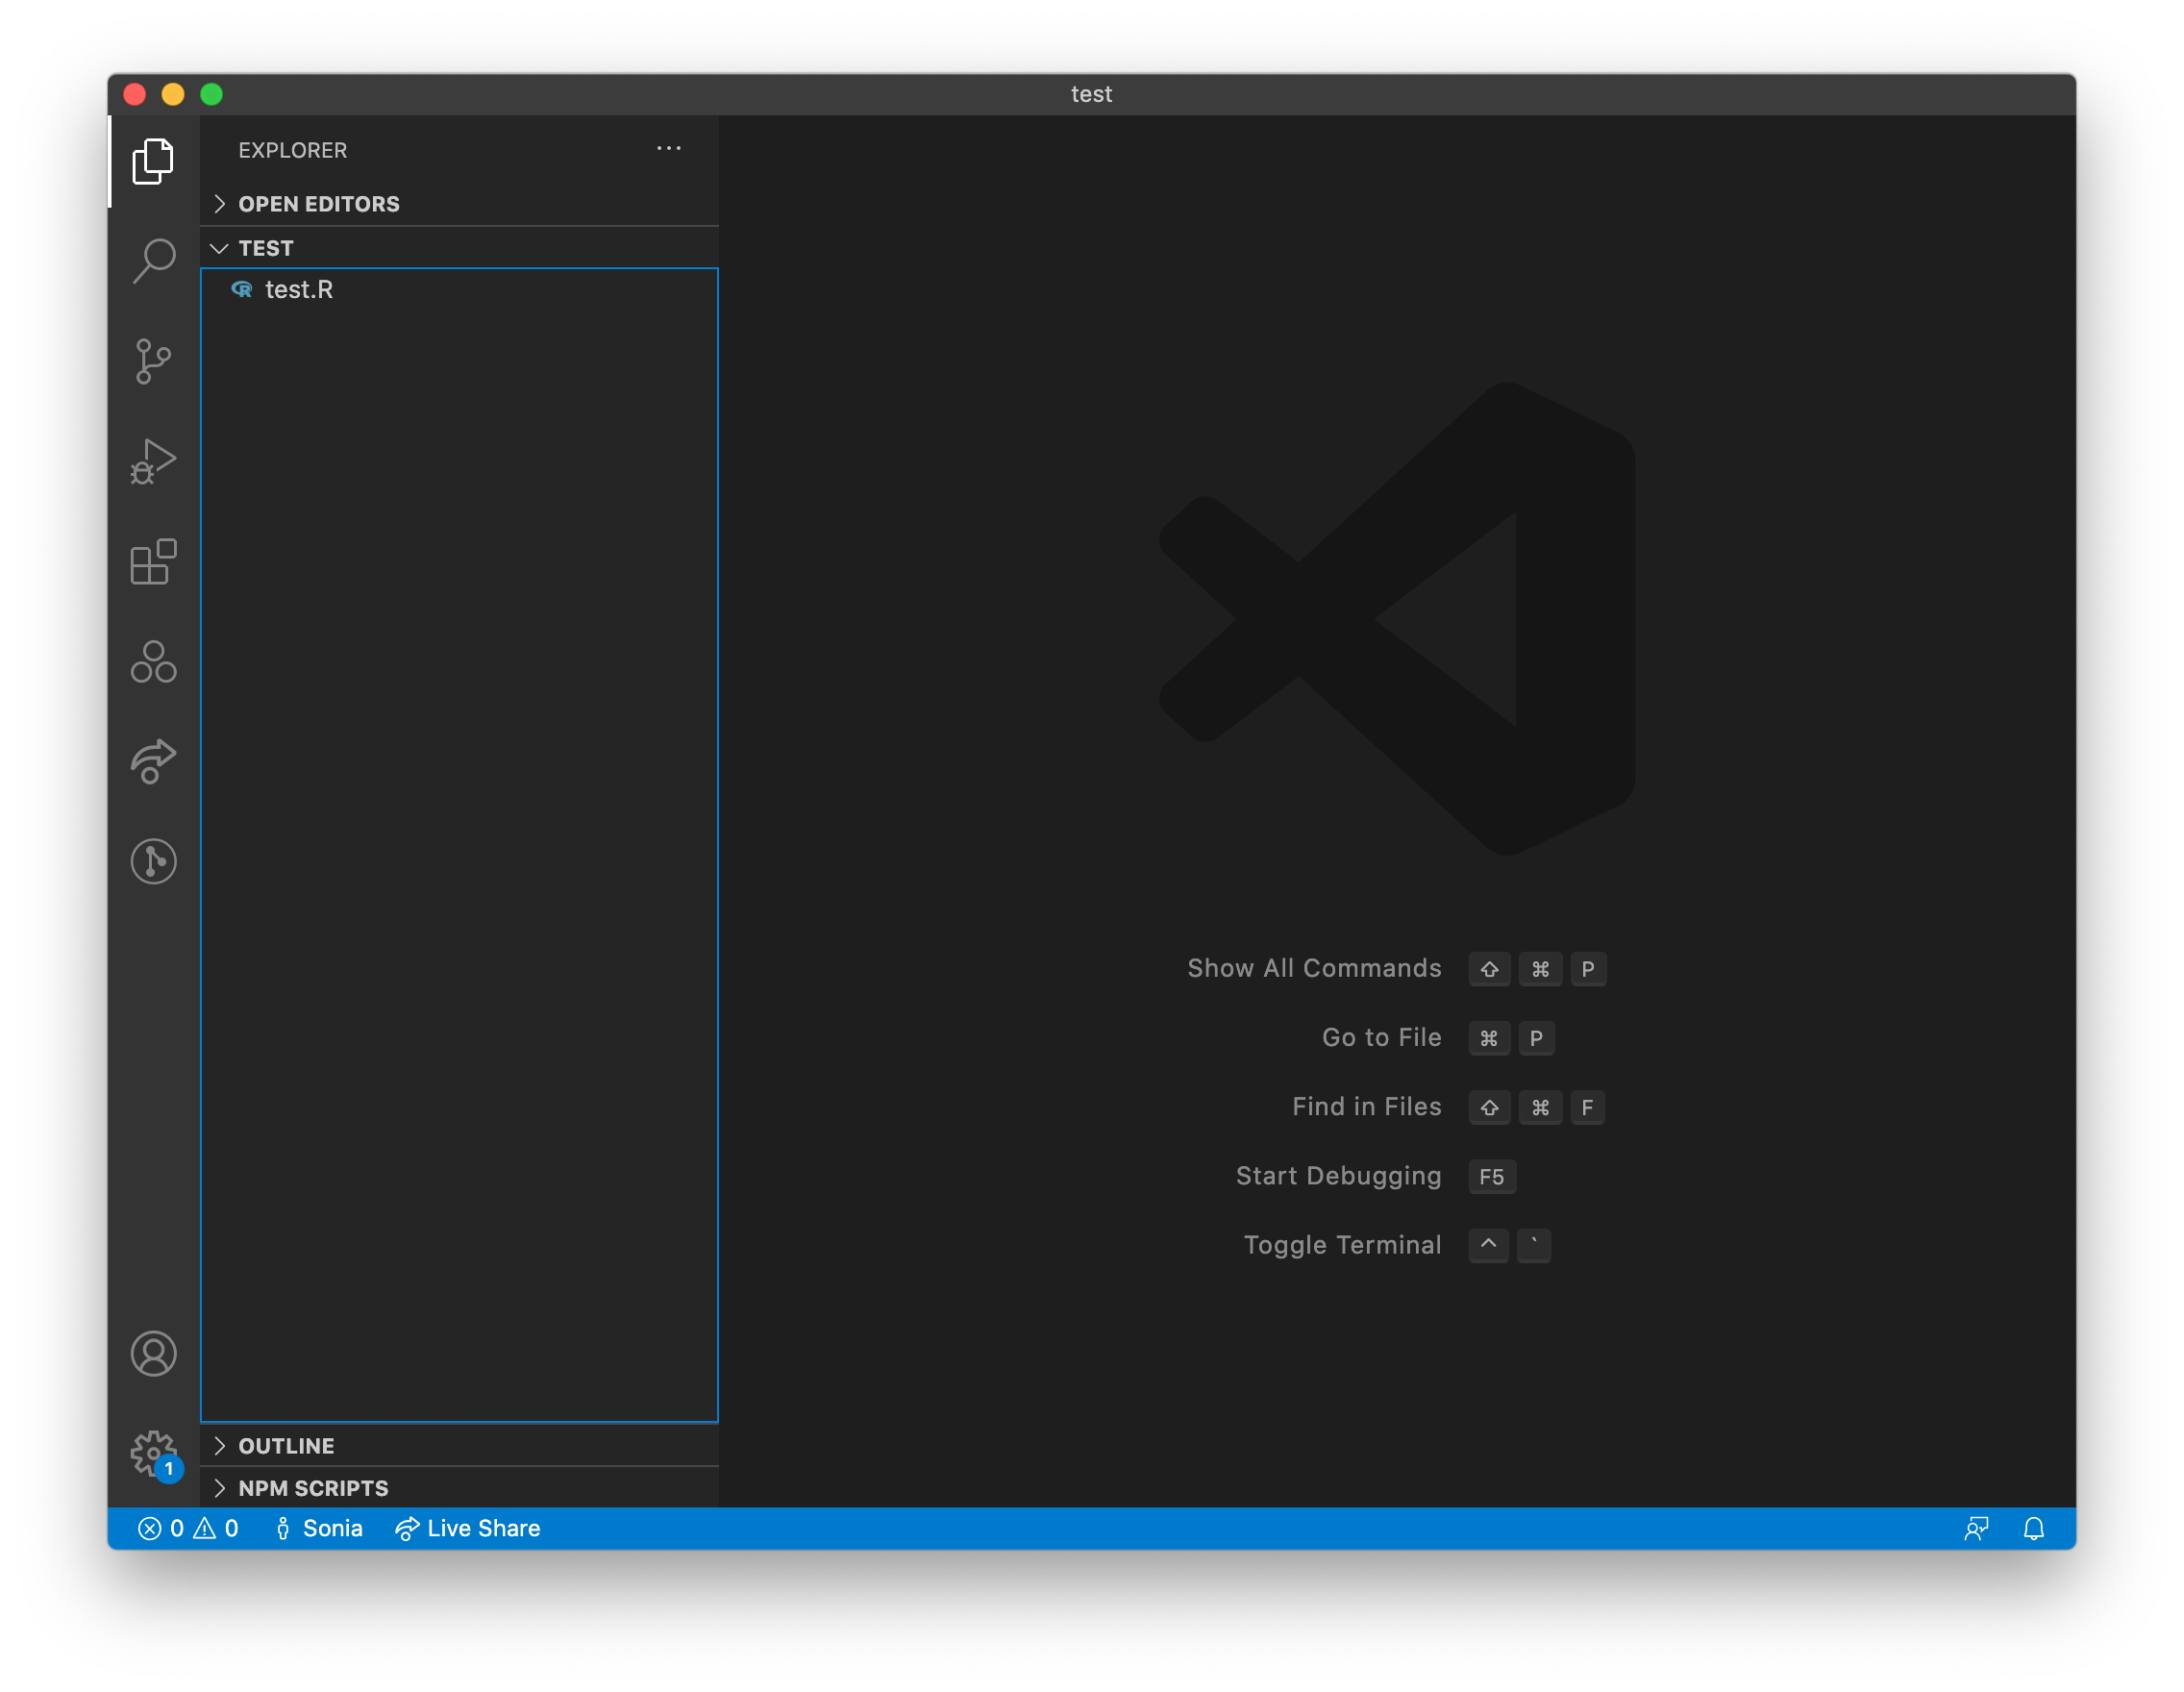 test
EXPLORER
OPEN EDITORS
TEST
test.R
Show All Commands ⇧ ⌘ P
Go to File ⌘ P
Find in Files ⇧ ⌘ F
Start Debugging F5
Toggle Terminal ^ `
OUTLINE
NPM SCRIPTS
1
0 0 Sonia Live Share